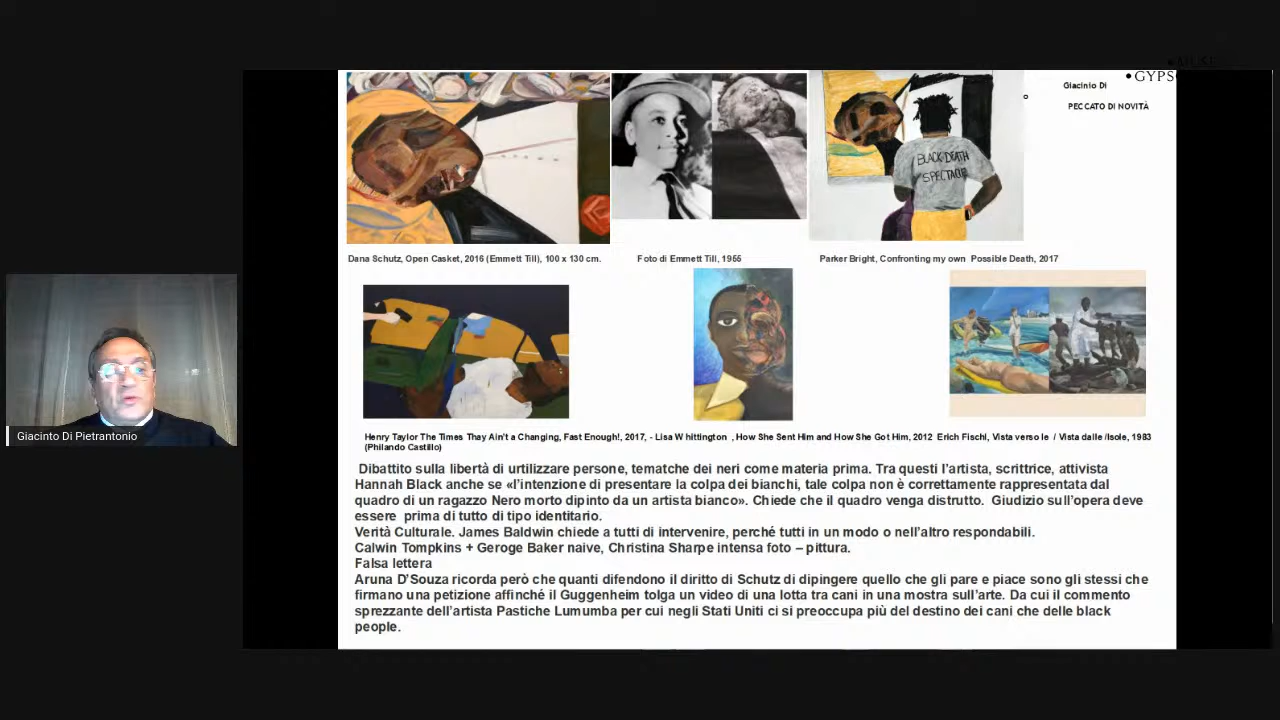 GYPS
Giacinio Di
PECCATO DI NOVITÀ
BLACK DEATH
SPECTACLE
Dana Schutz, Open Casket, 2016 (Emmett Till), 100 x 130 cm.
Foto di Emmett Till, 1955
Parker Bright, Confronting my own Possible Death, 2017
Giacinto Di Pietrantonio
Henry Taylor The Times Thay Ain't a Changing, Fast Enough!, 2017, - Lisa Whittington , How She Sent Him and How She Got Him, 2012 Erich Fischl, Vista verso le / Vista dalle /Isole, 1983
(Philando Castillo)
Dibattito sulla libertà di urtilizzare persone, tematche dei neri come materia prima. Tra questi l'artista, scrittrice, attivista
Hannah Black anche se «l'intenzione di presentare la colpa dei bianchi, tale colpa non è correttamente rappresentata dal
quadro di un ragazzo Nero morto dipinto da un artista bianco». Chiede che il quadro venga distrutto. Giudizio sull'opera deve
essere prima di tutto di tipo identitario.
Verità Culturale. James Baldwin chiede a tutti di intervenire, perché tutti in un modo o nell'altro respondabili.
Calwin Tompkins + Geroge Baker naive, Christina Sharpe intensa foto – pittura.
Falsa lettera
Aruna D'Souza ricorda però che quanti difendono il diritto di Schutz di dipingere quello che gli pare e piace sono gli stessi che
firmano una petizione affinché il Guggenheim tolga un video di una lotta tra cani in una mostra sull'arte. Da cui il commento
sprezzante dell'artista Pastiche Lumumba per cui negli Stati Uniti ci si preoccupa più del destino dei cani che delle black
people.